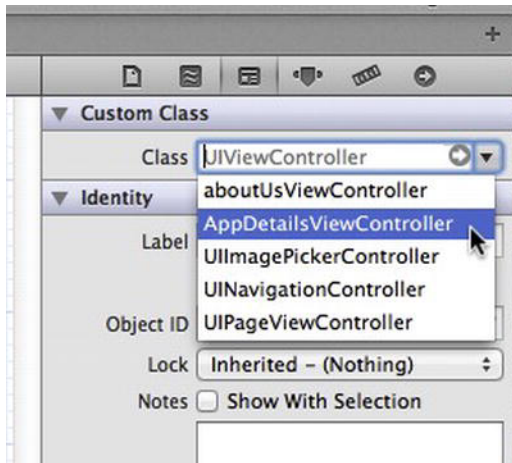 Custom Class
Class UIViewController
aboutUsViewController
Identity
AppDetailsViewController
Label
UIImagePickerController
UINavigationController
Object ID UIPageViewController
Lock Inherited – (Nothing)
Notes Show With Selection